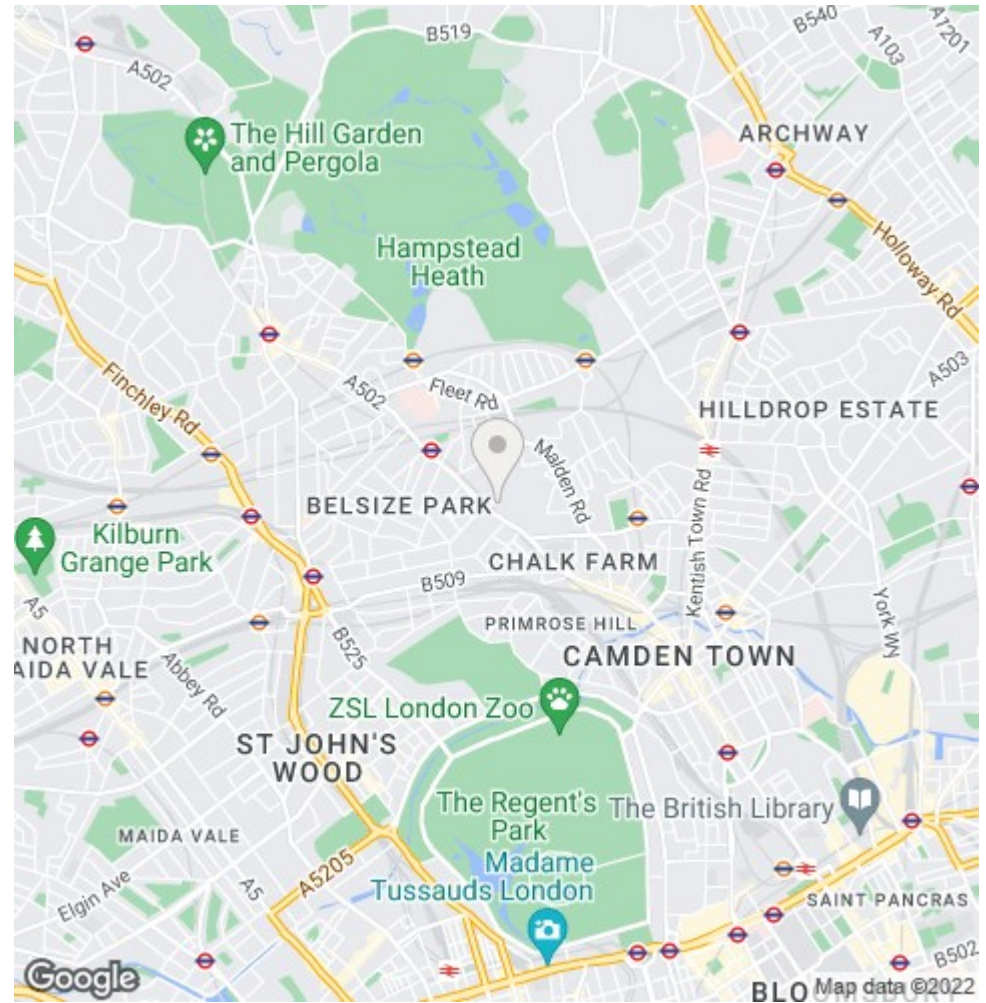 B519
B540
A103
A1201
A502
The Hill Garden
and Pergola
ARCHWAY
Hampstead
Heath
Holloway Rd
A503
Finchley Rd
A502
Fleet Rd
HILLDROP ESTATE
Malden Rd
BELSIZE PARK
Kentish Town Rd
Kilburn
Grange Park
CHALK FARM
B509
A5
York Wy
PRIMROSE HILL
NORTH
AIDA VALE
B525
CAMDEN TOWN
Abbey Rd
ZSL London Zoo
ST JOHN'S
WOOD
The Regent's
Park
The British Library
MAIDA VALE
Madame
Tussauds London
A5205
Elgin Ave
A5
SAINT PANCRAS
B502
Google
BLO
Map data ©2022